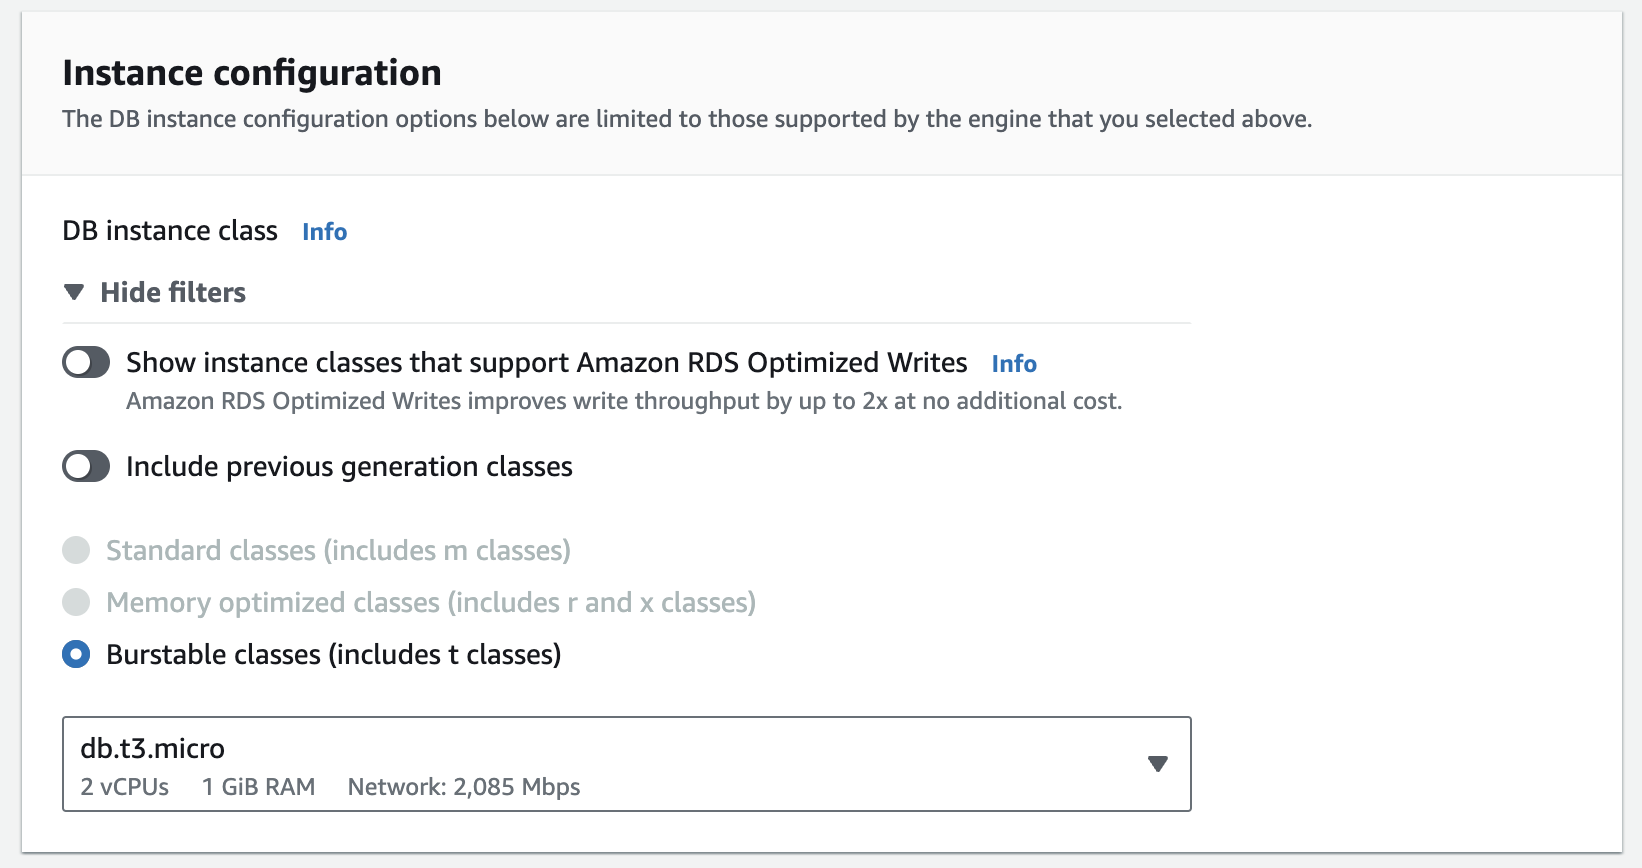 Instance configuration
The DB instance configuration options below are limited to those supported by the engine that you selected above.
DB instance class Info
Hide filters
Show instance classes that support Amazon RDS Optimized Writes Info
Amazon RDS Optimized Writes improves write throughput by up to 2x at no additional cost.
Include previous generation classes
Standard classes (includes m classes)
Memory optimized classes (includes r and x classes)
Burstable classes (includes t classes)
db.t3.micro
2 vCPUs 1 GiB RAM Network: 2,085 Mbps